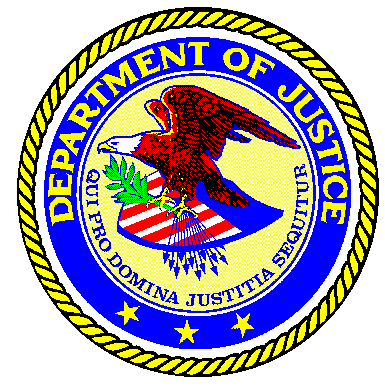 DEPARTMENT OF JUSTICE
QUI PRO DOMINA JUSTITIA SEQUITUR